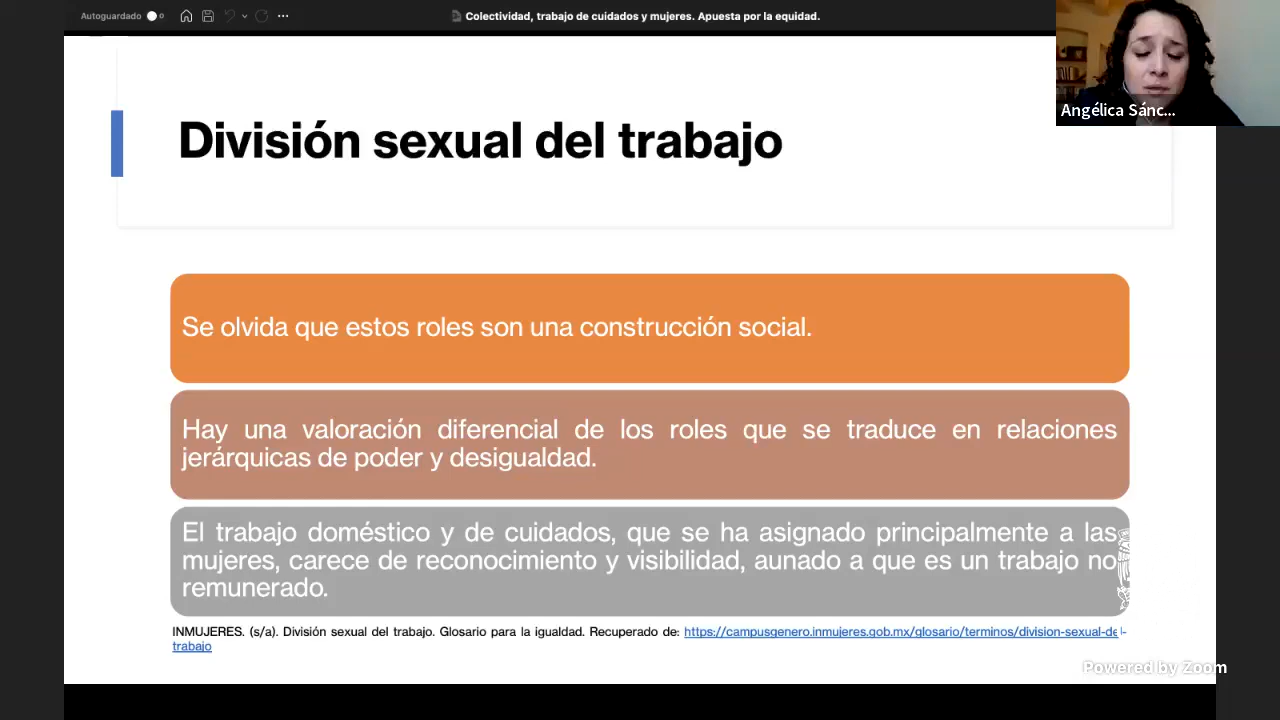 Autoguardado
Colectividad, trabajo de cuidados y mujeres. Apuesta por la equidad.
Angélica Sánc...
División sexual del trabajo
Se olvida que estos roles son una construcción social.
Hay una valoración diferencial de los roles que se traduce en relaciones
jerárquicas de poder y desigualdad.
El trabajo doméstico y de cuidados, que se ha asignado principalmente a las
mujeres, carece de reconocimiento y visibilidad, aunado a que es un trabajo no
remunerado.
INMUJERES. (s/a). División sexual del trabajo. Glosario para la igualdad. Recuperado de: https://campusgenero.inmujeres.gob.mx/glosario/terminos/division-sexual-del-
trabajo
Powered by Zoom